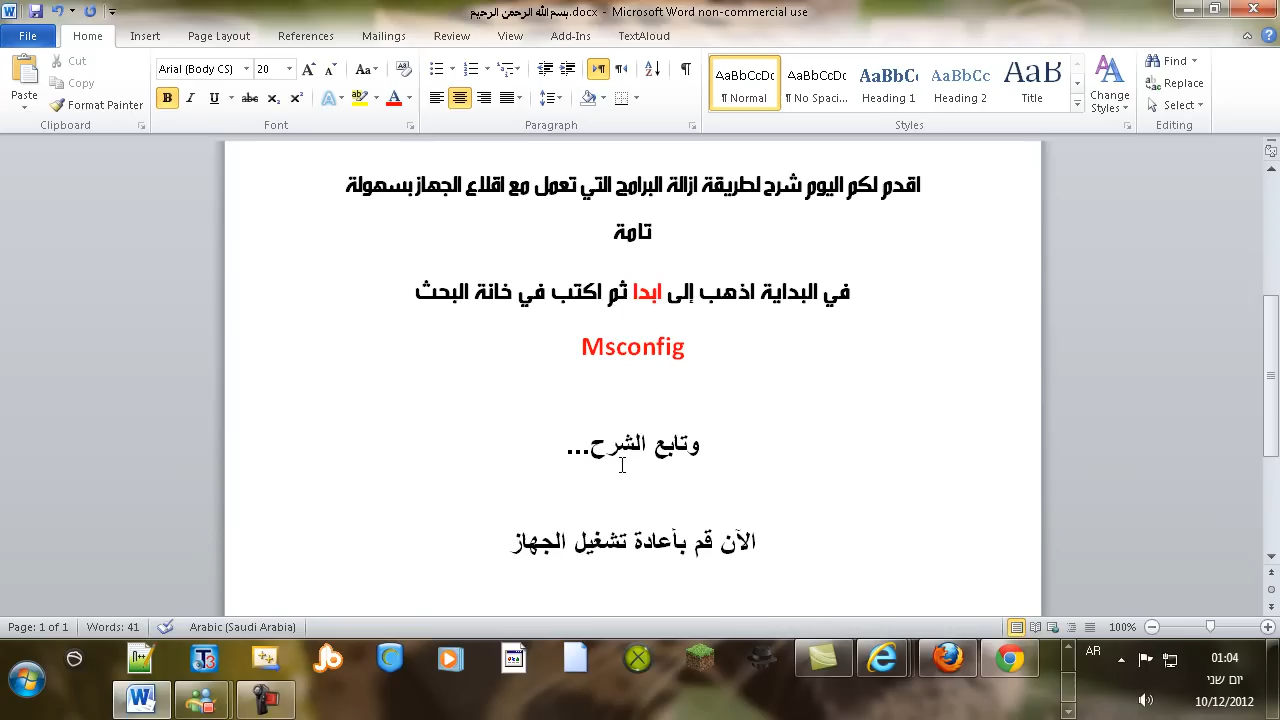 بسم الله الرحمن الرحيم.docx - Microsoft Word non-commercial use
File Home Insert Page Layout References Mailings Review View Add-Ins TextAloud
Paste
Cut
Copy
Format Painter
Clipboard
Arial (Body CS) 20
Font
Paragraph
AaBbCcDc AaBbCcDc AaBbCc AaBbCc AaB
¶ Normal ¶ No Spaci... Heading 1 Heading 2 Title
Change Styles
Styles
Find
Replace
Select
Editing
اقدم لكم اليوم شرح لطريقة ازالة البرامج التي تعمل مع اقلاع الجهاز بسهولة
تامة
في البداية اذهب إلى ابدا ثم اكتب في خانة البحث
Msconfig
وتابع الشرح...
الآن قم بأعادة تشغيل الجهاز
Page: 1 of 1 Words: 41 Arabic (Saudi Arabia) 100%
AR
01:04
יום שני
10/12/2012